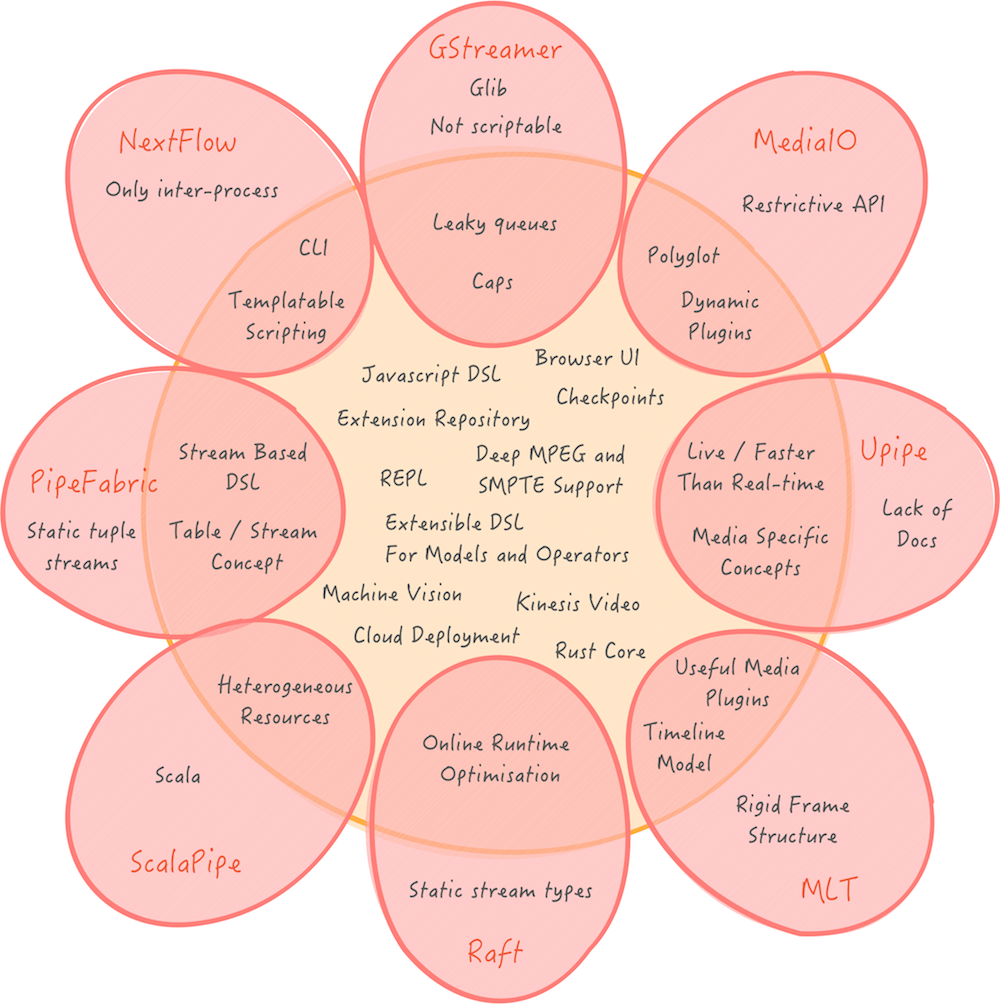 GStreamer
Glib
Not scriptable
Leaky queues
Caps
NextFlow
Only inter-process
CLI
Templatable
Scripting
MediaIO
Restrictive API
Polyglot
Dynamic
Plugins
Javascript DSL
Browser UI
Checkpoints
Extension Repository
REPL
Deep MPEG and
SMPTE Support
Extensible DSL
For Models and Operators
Machine Vision
Kinesis Video
Cloud Deployment
Rust Core
PipeFabric
Static tuple
streams
Stream Based
DSL
Table / Stream
Concept
Upipe
Lack of
Docs
Live / Faster
Than Real-time
Media Specific
Concepts
Heterogeneous
Resources
Scala
ScalaPipe
Online Runtime
Optimisation
Static stream types
Raft
Useful Media
Plugins
Timeline
Model
Rigid Frame
Structure
MLT